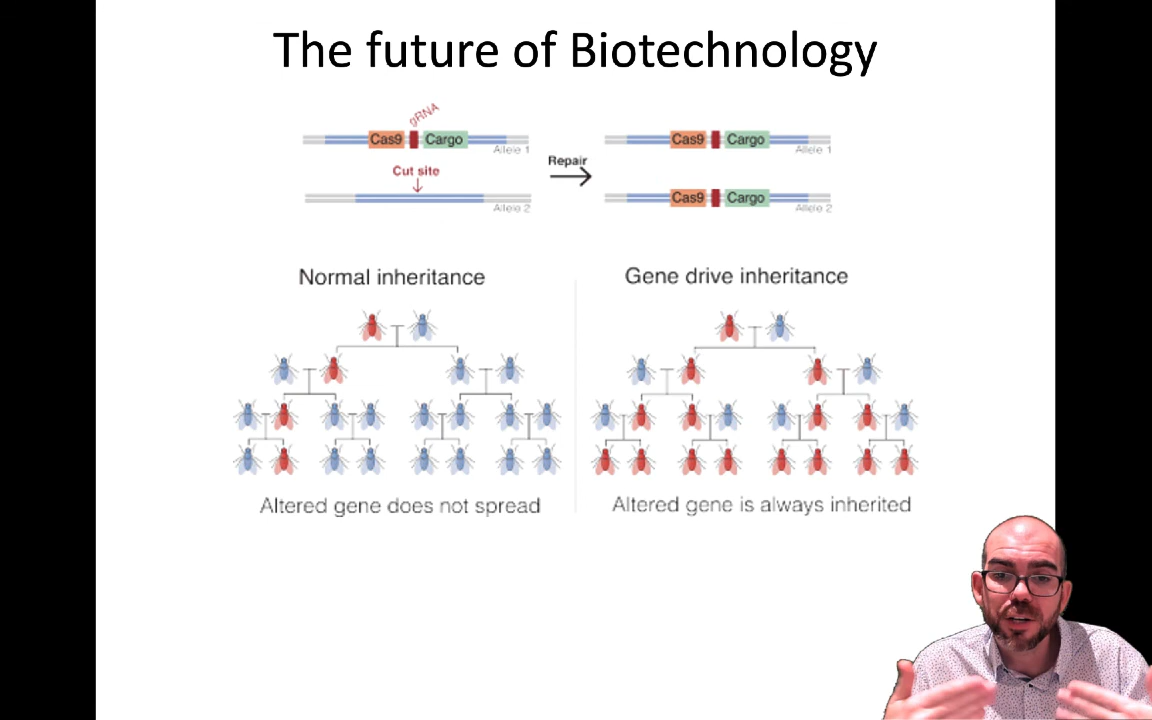 The future of Biotechnology
gRNA
Cas9 Cargo
Allele 1
Cut site
Allele 2
Repair
Cas9 Cargo
Allele 1
Cas9 Cargo
Allele 2
Normal inheritance
Altered gene does not spread
Gene drive inheritance
Altered gene is always inherited